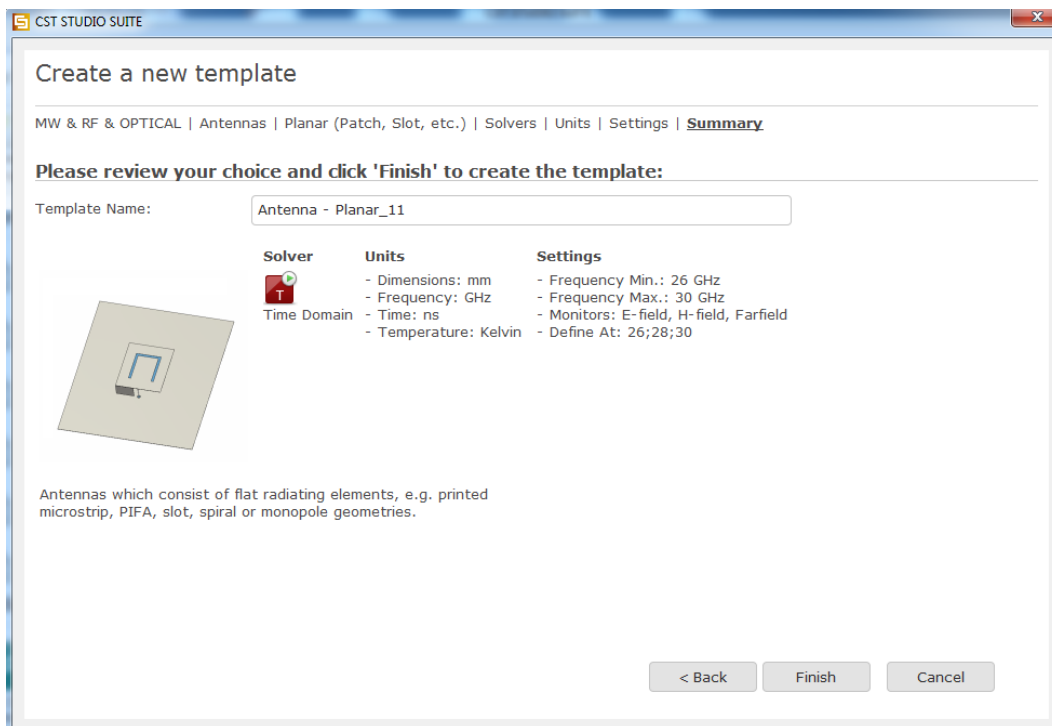 CST STUDIO SUITE
Create a new template
MW & RF & OPTICAL | Antennas | Planar (Patch, Slot, etc.) | Solvers | Units | Settings | Summary
Please review your choice and click 'Finish' to create the template:
Template Name: Antenna - Planar_11
Solver Units Settings
- Dimensions: mm - Frequency Min.: 26 GHz
T - Frequency: GHz - Frequency Max.: 30 GHz
Time Domain - Time: ns - Monitors: E-field, H-field, Farfield
- Temperature: Kelvin - Define At: 26;28;30
Antennas which consist of flat radiating elements, e.g. printed
microstrip, PIFA, slot, spiral or monopole geometries.
< Back Finish Cancel